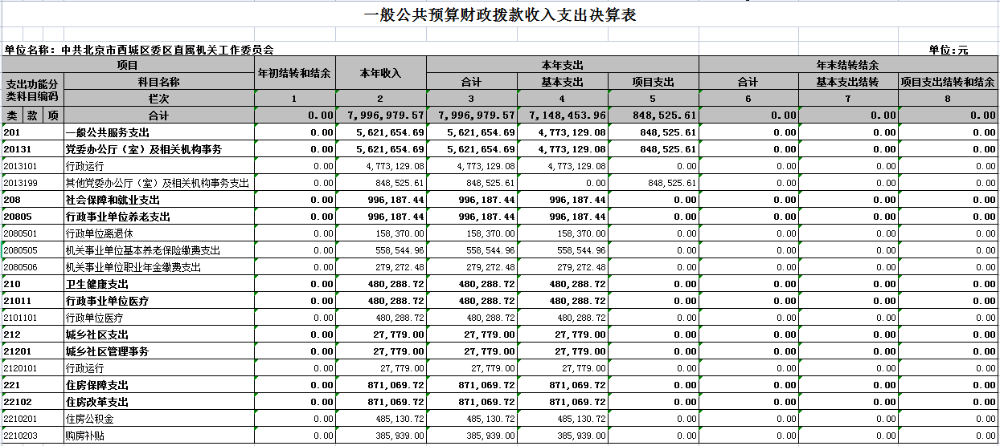 一般公共预算财政拨款收入支出决算表
单位名称：中共北京市西城区委区直属机关工作委员会 单位:元
项目 年初结转和结余 本年收入 本年支出 年末结转结余
支出功能分类科目编码 科目名称 合计 基本支出 项目支出 合计 基本支出结转 项目支出结转和结余
栏次 1 2 3 4 5 6 7 8
类 款 项 合计 0.00 7,996,979.57 7,996,979.57 7,148,453.96 848,525.61 0.00 0.00 0.00
201 一般公共服务支出 0.00 5,621,654.69 5,621,654.69 4,773,129.08 848,525.61 0.00 0.00 0.00
20131 党委办公厅（室）及相关机构事务 0.00 5,621,654.69 5,621,654.69 4,773,129.08 848,525.61 0.00 0.00 0.00
2013101 行政运行 0.00 4,773,129.08 4,773,129.08 4,773,129.08 0.00 0.00 0.00 0.00
2013199 其他党委办公厅（室）及相关机构事务支出 0.00 848,525.61 848,525.61 0.00 848,525.61 0.00 0.00 0.00
208 社会保障和就业支出 0.00 996,187.44 996,187.44 996,187.44 0.00 0.00 0.00 0.00
20805 行政事业单位养老支出 0.00 996,187.44 996,187.44 996,187.44 0.00 0.00 0.00 0.00
2080501 行政单位离退休 0.00 158,370.00 158,370.00 158,370.00 0.00 0.00 0.00 0.00
2080505 机关事业单位基本养老保险缴费支出 0.00 558,544.96 558,544.96 558,544.96 0.00 0.00 0.00 0.00
2080506 机关事业单位职业年金缴费支出 0.00 279,272.48 279,272.48 279,272.48 0.00 0.00 0.00 0.00
210 卫生健康支出 0.00 480,288.72 480,288.72 480,288.72 0.00 0.00 0.00 0.00
21011 行政事业单位医疗 0.00 480,288.72 480,288.72 480,288.72 0.00 0.00 0.00 0.00
2101101 行政单位医疗 0.00 480,288.72 480,288.72 480,288.72 0.00 0.00 0.00 0.00
212 城乡社区支出 0.00 27,779.00 27,779.00 27,779.00 0.00 0.00 0.00 0.00
21201 城乡社区管理事务 0.00 27,779.00 27,779.00 27,779.00 0.00 0.00 0.00 0.00
2120101 行政运行 0.00 27,779.00 27,779.00 27,779.00 0.00 0.00 0.00 0.00
221 住房保障支出 0.00 871,069.72 871,069.72 871,069.72 0.00 0.00 0.00 0.00
22102 住房改革支出 0.00 871,069.72 871,069.72 871,069.72 0.00 0.00 0.00 0.00
2210201 住房公积金 0.00 485,130.72 485,130.72 485,130.72 0.00 0.00 0.00 0.00
2210203 购房补贴 0.00 385,939.00 385,939.00 385,939.00 0.00 0.00 0.00 0.00